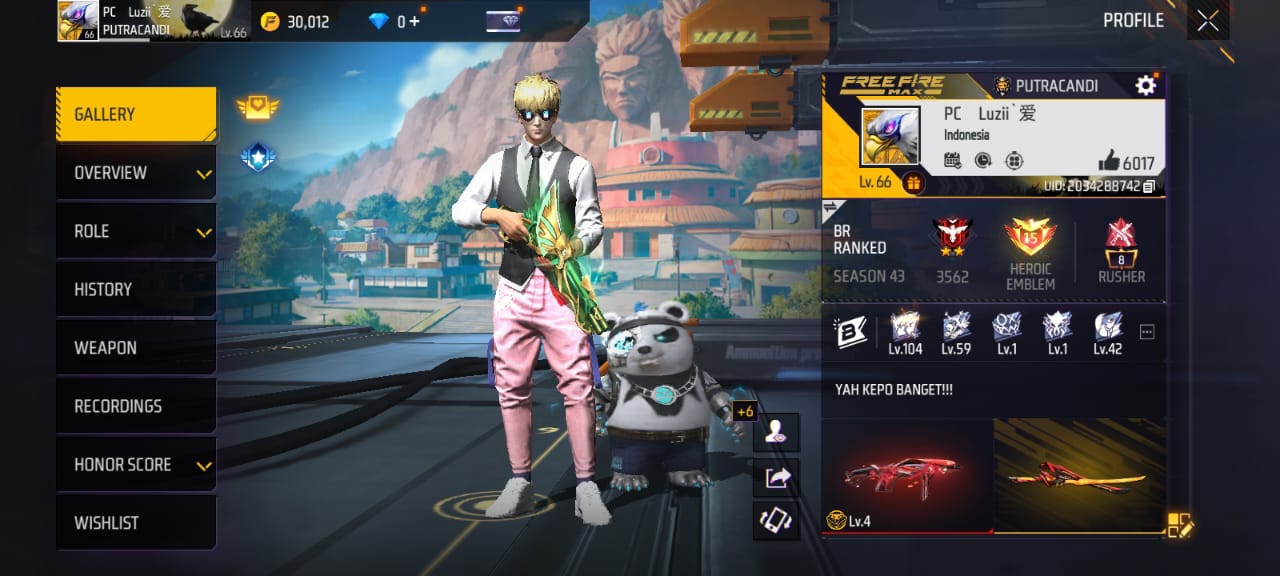 PC Luzii`爱
PUTRACANDI
66
Lv.66
30,012
0 +
PROFILE
GALLERY
OVERVIEW
ROLE
HISTORY
WEAPON
RECORDINGS
HONOR SCORE
WISHLIST
+6
FREE FIRE
MAX
PUTRACANDI
PC Luzii`爱
Indonesia
6017
Lv.66
UID: 2034288742
BR
RANKED
SEASON 43
3562
15
HEROIC
EMBLEM
8
RUSHER
B
Lv.104
Lv.59
Lv.1
Lv.1
Lv.42
YAH KEPO BANGET!!!
Lv.4